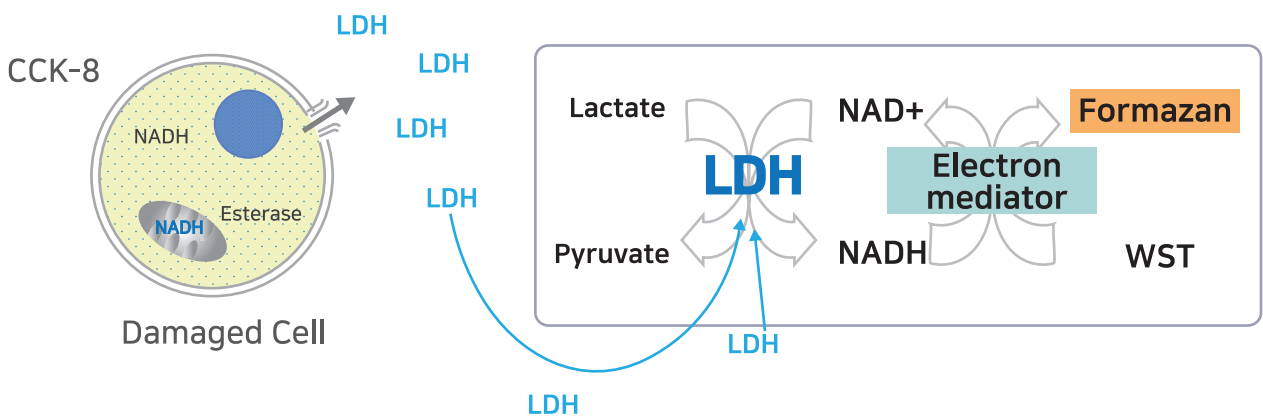 CCK-8
NADH
Esterase
NADH
Damaged Cell
LDH
LDH
LDH
LDH
LDH
LDH
Lactate
NAD+
Formazan
LDH
Electron
mediator
Pyruvate
NADH
WST